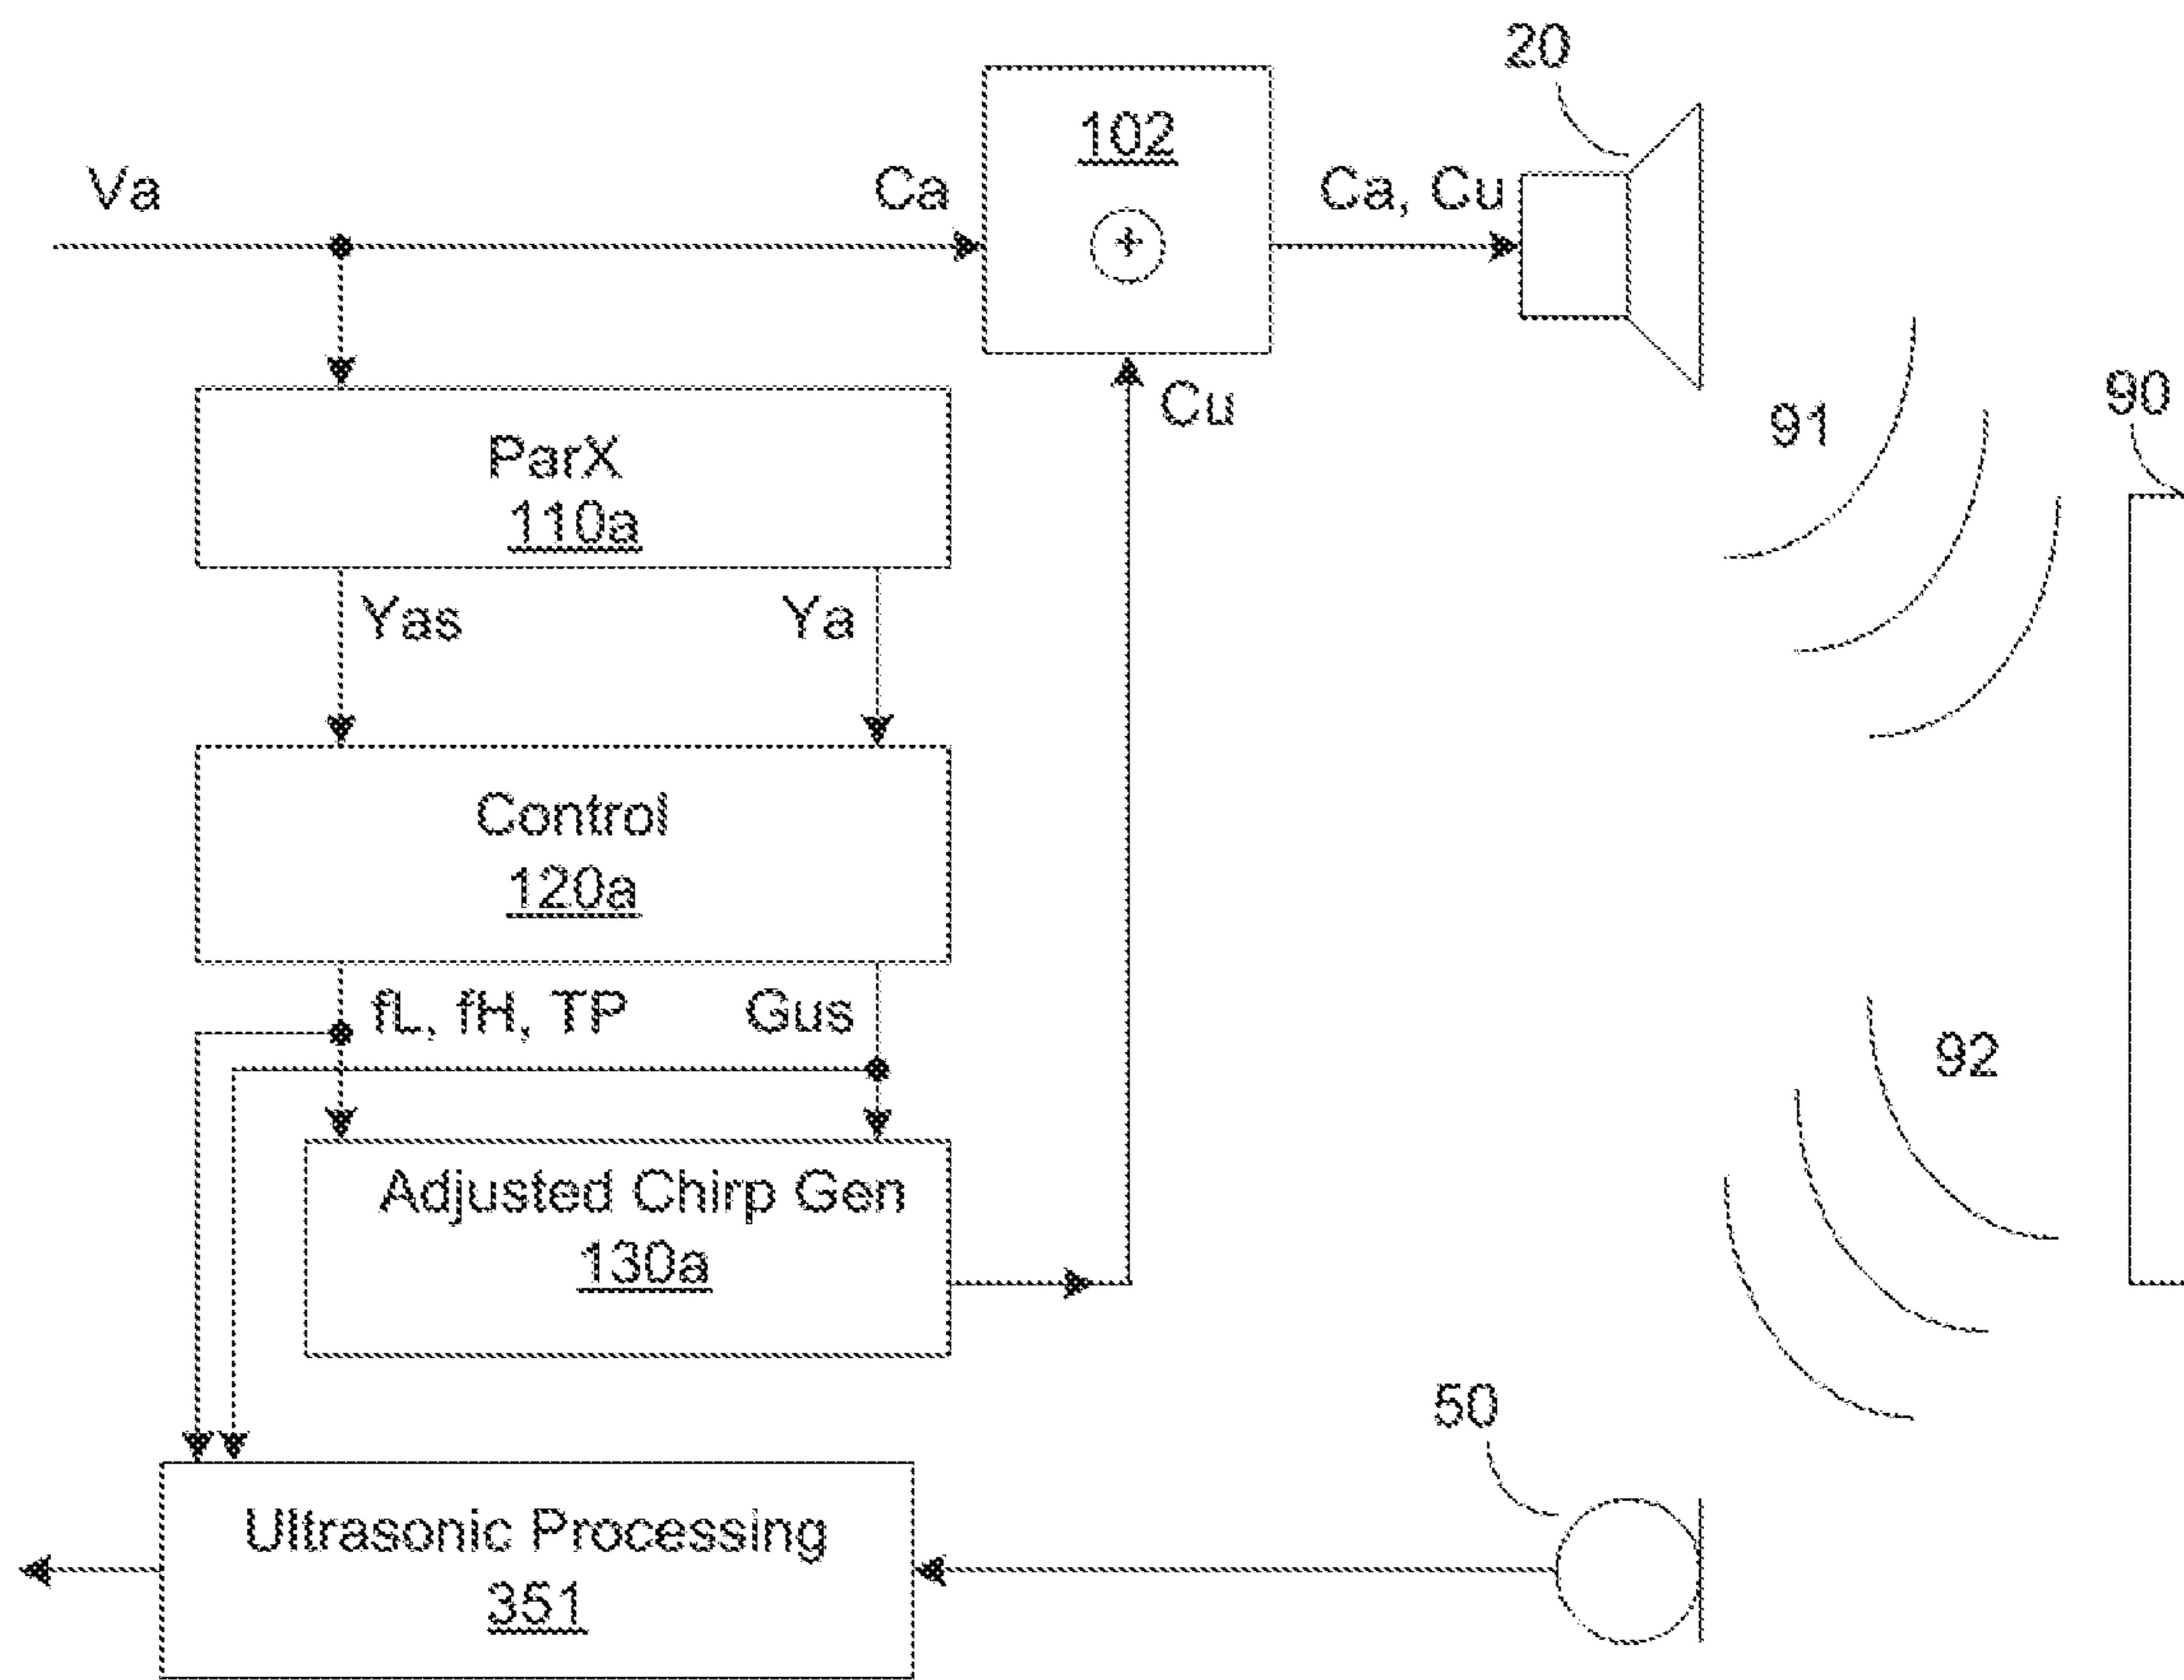 20
102
Va
Ca
Ca, Cu
+
Cu
91
90
ParX
110a
Yas
Ya
Control
120a
fL, fH, TP
Gus
92
Adjusted Chirp Gen
130a
50
Ultrasonic Processing
351